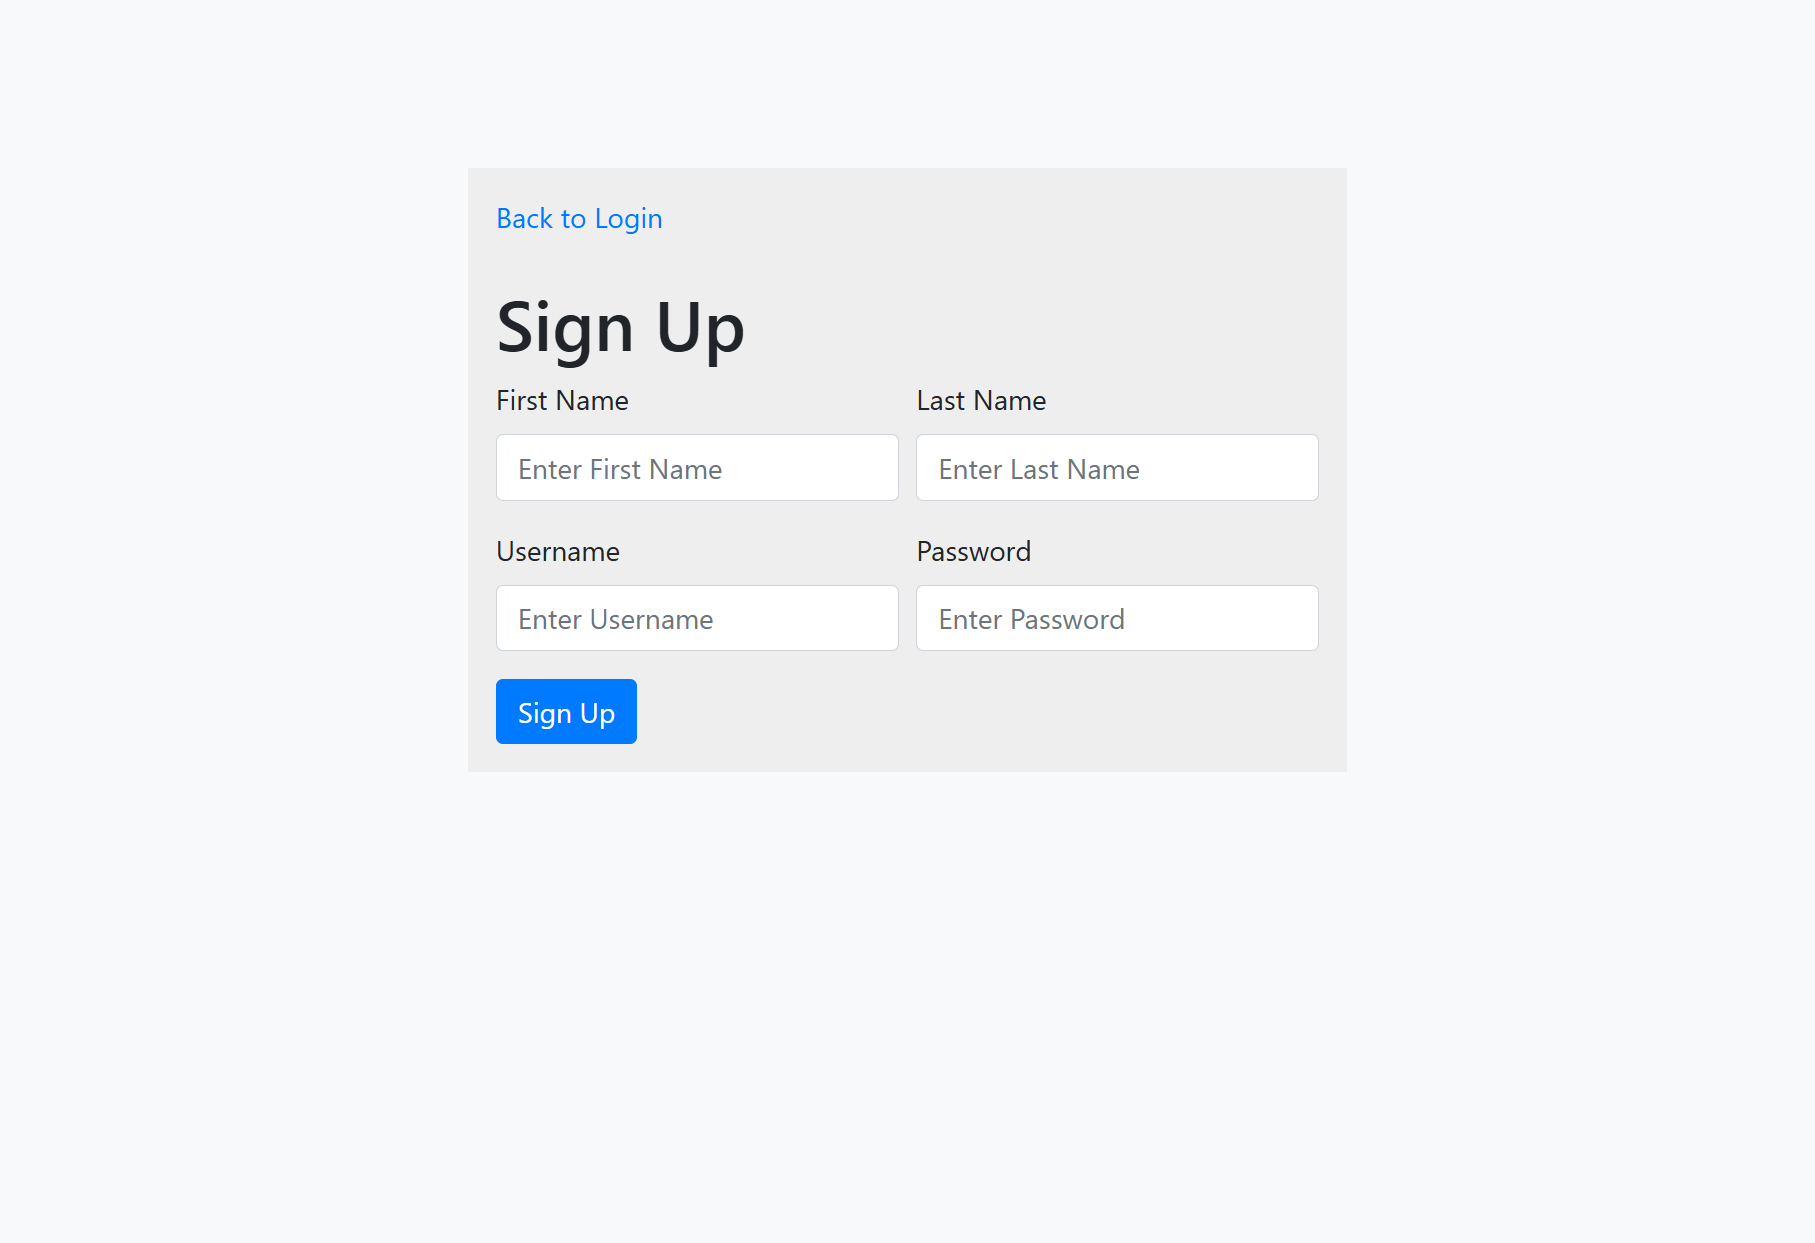 Back to Login
Sign Up
First Name
Last Name
Enter First Name
Enter Last Name
Username
Password
Enter Username
Enter Password
Sign Up